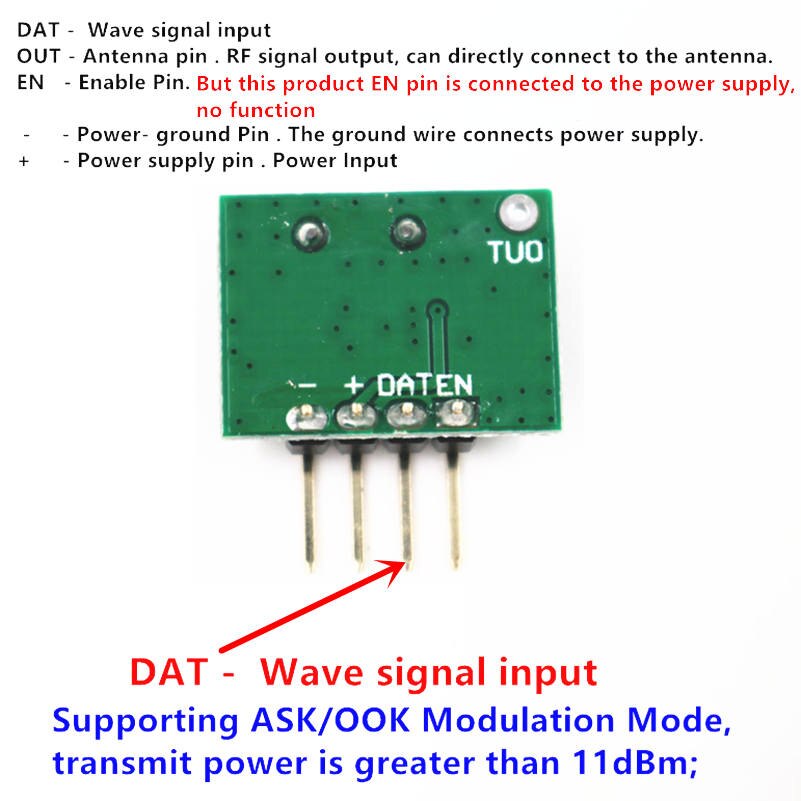 DAT - Wave signal input
OUT - Antenna pin . RF signal output, can directly connect to the antenna.
EN - Enable Pin. But this product EN pin is connected to the power supply,
no function
- - Power- ground Pin . The ground wire connects power supply.
+ - Power supply pin . Power Input
TUO
- + DAT EN
DAT - Wave signal input
Supporting ASK/OOK Modulation Mode,
transmit power is greater than 11dBm;